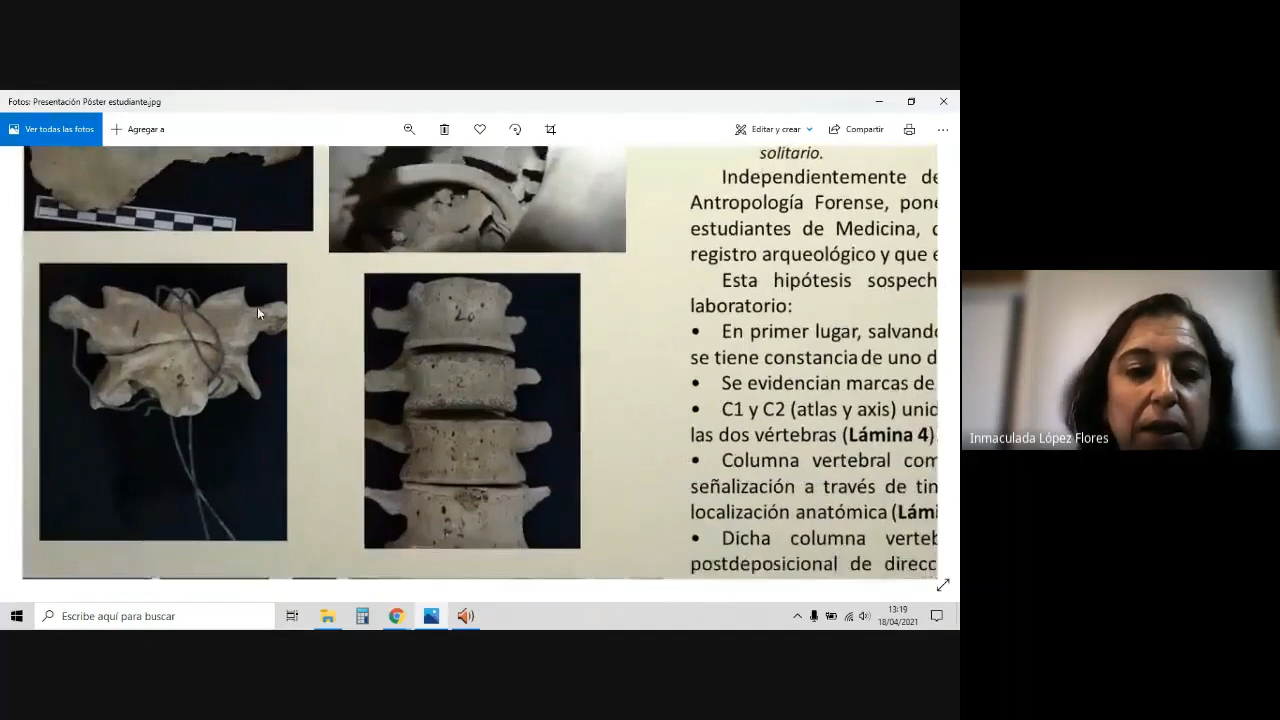 Fotos: Presentación Póster estudiante.jpg
Ver todas las fotos
Agregar a
Editar y crear
Compartir
solitario.
Independientemente de
Antropología Forense, pone
estudiantes de Medicina,
registro arqueológico y que e
Esta hipótesis sospech
laboratorio:
• En primer lugar, salvando
se tiene constancia de uno d
• Se evidencian marcas de
• C1 y C2 (atlas y axis) unid
las dos vértebras (Lámina 4)
• Columna vertebral com
señalización a través de tin
localización anatómica (Lámi
• Dicha columna verteb
postdeposicional de direcc
1
2
20
Inmaculada López Flores
Escribe aquí para buscar
13:19
18/04/2021